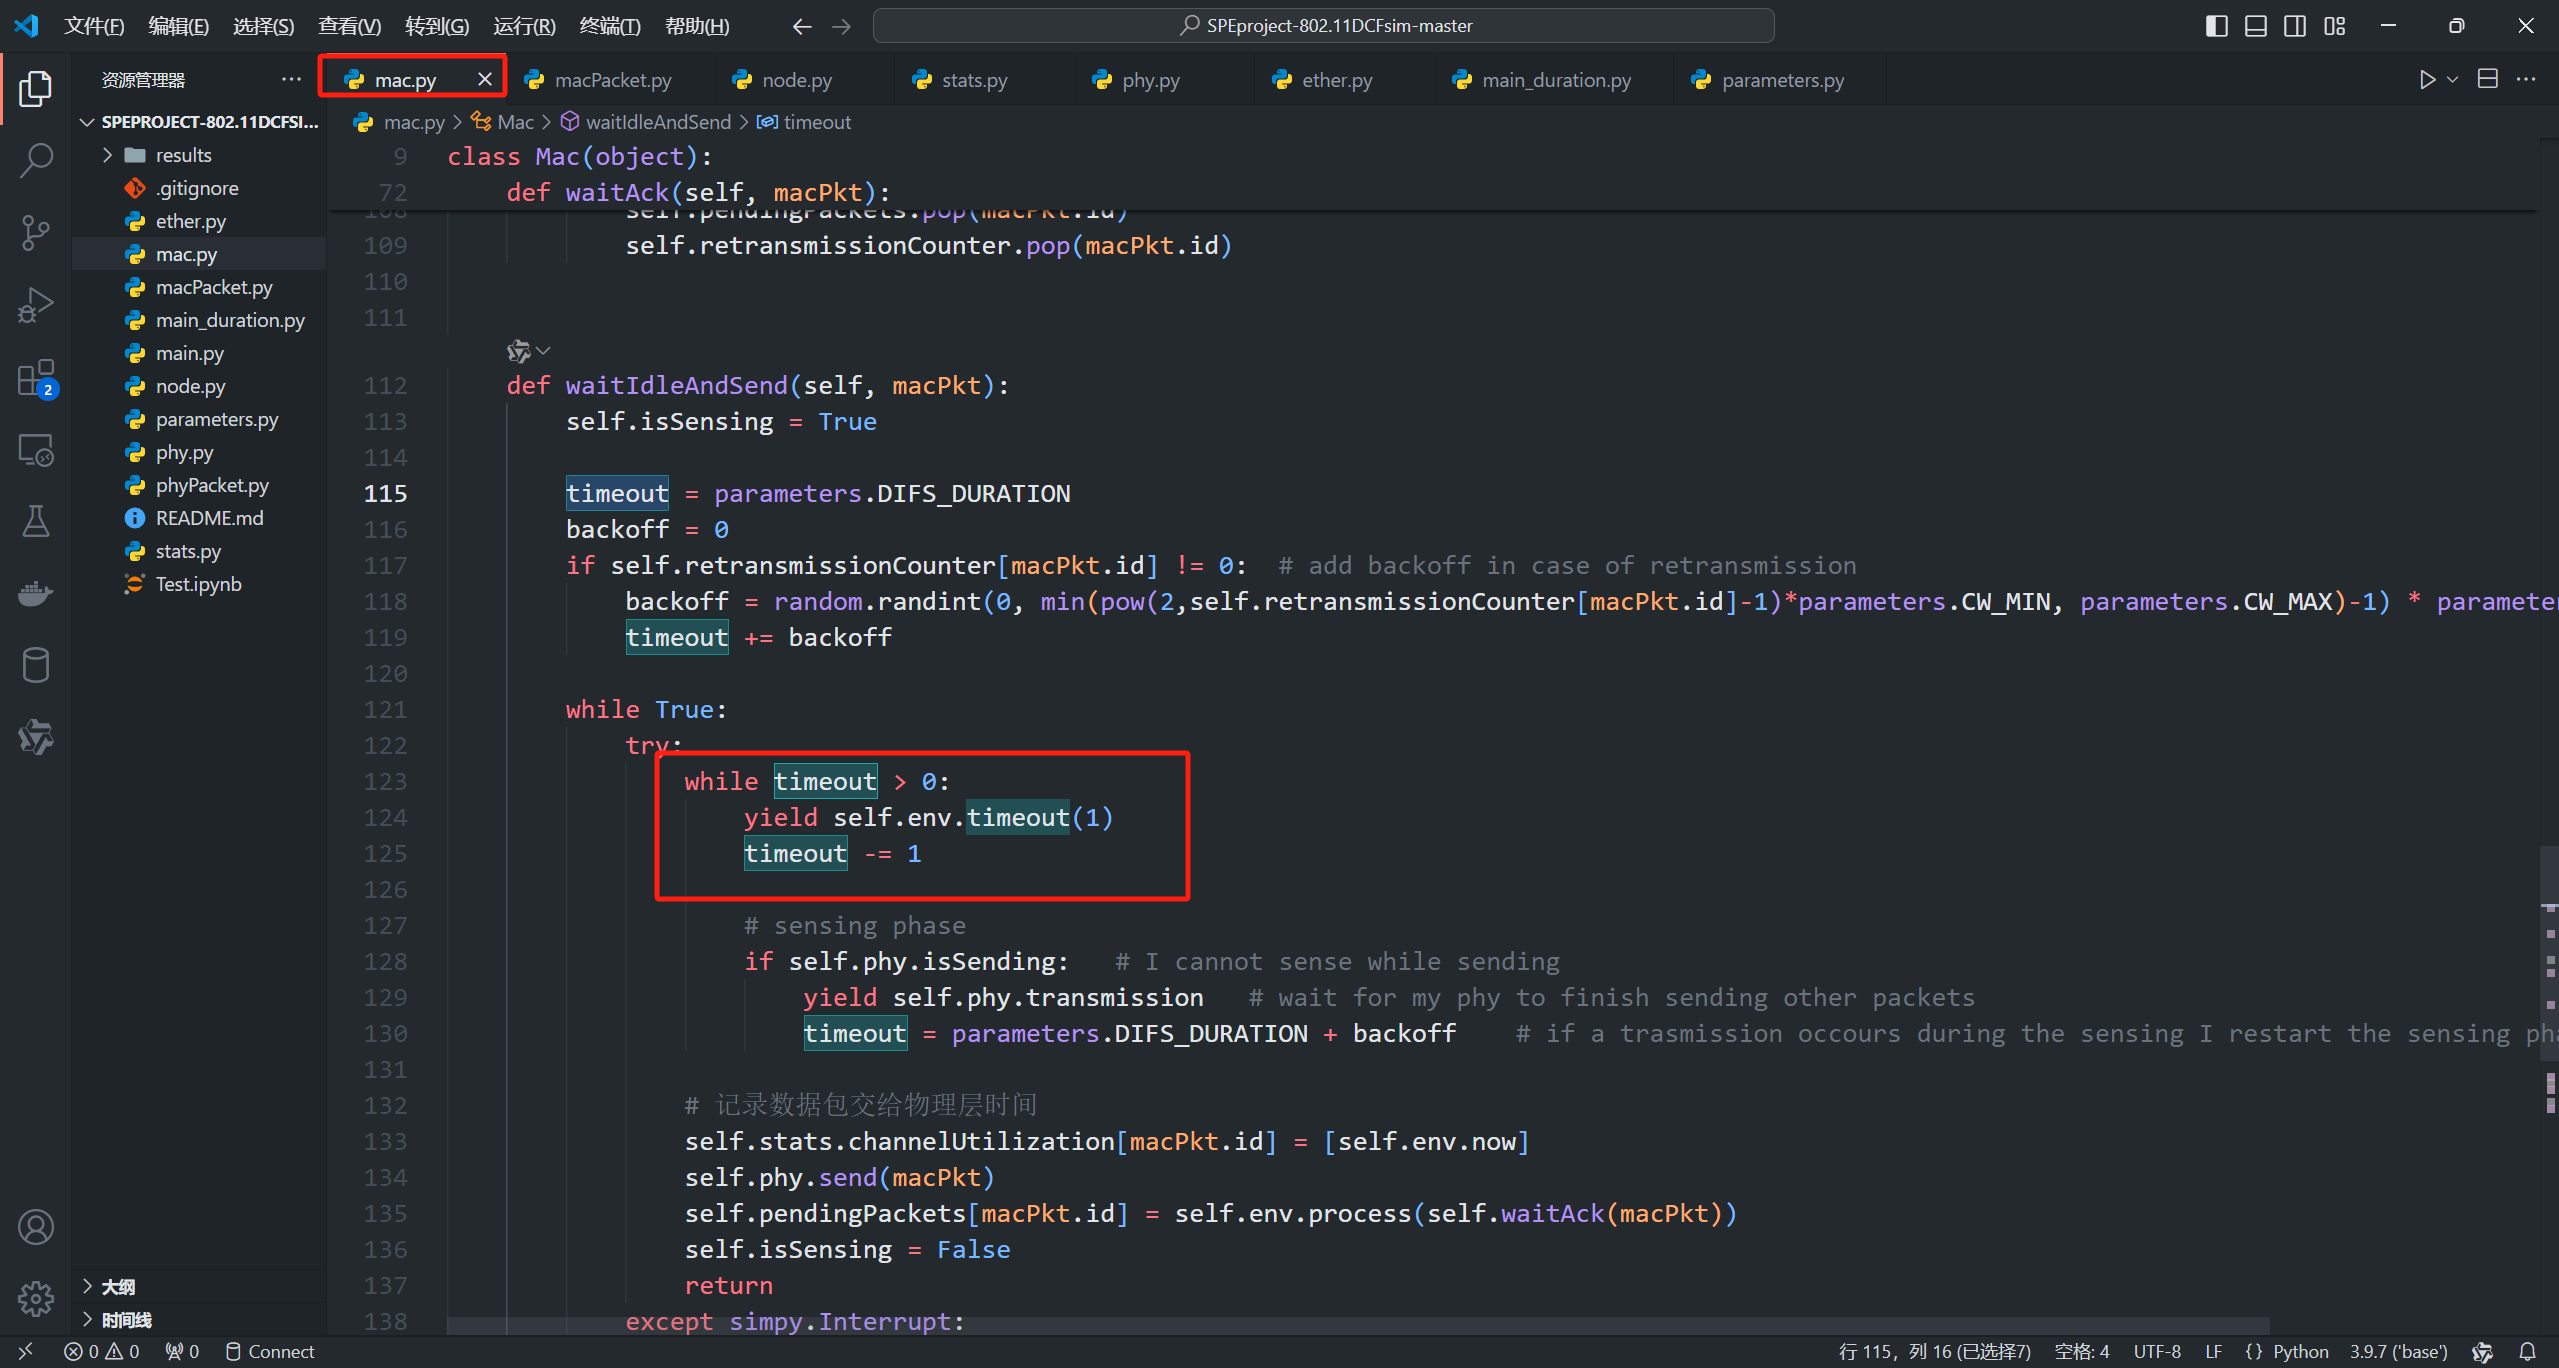 文件(F) 编辑(E) 选择(S) 查看(V) 转到(G) 运行(R) 终端(T) 帮助(H)
SPEproject-802.11DCFsim-master
资源管理器
mac.py
macPacket.py
node.py
stats.py
phy.py
ether.py
main_duration.py
parameters.py
SPEPROJECT-802.11DCFSI...
results
.gitignore
ether.py
mac.py
macPacket.py
main_duration.py
main.py
node.py
parameters.py
phy.py
phyPacket.py
README.md
stats.py
Test.ipynb
大纲
时间线
2
mac.py > Mac > waitIdleAndSend > timeout
9 class Mac(object):
72 def waitAck(self, macPkt):
108 self.pendingPackets.pop(macPkt.id)
109 self.retransmissionCounter.pop(macPkt.id)
110
111
112 def waitIdleAndSend(self, macPkt):
113 self.isSensing = True
114
115 timeout = parameters.DIFS_DURATION
116 backoff = 0
117 if self.retransmissionCounter[macPkt.id] != 0: # add backoff in case of retransmission
118 backoff = random.randint(0, min(pow(2,self.retransmissionCounter[macPkt.id]-1)*parameters.CW_MIN, parameters.CW_MAX)-1) *
119 timeout += backoff
120
121 while True:
122 try:
123 while timeout > 0:
124 yield self.env.timeout(1)
125 timeout -= 1
126
127 # sensing phase
128 if self.phy.isSending: # I cannot sense while sending
129 yield self.phy.transmission # wait for my phy to finish sending other packets
130 timeout = parameters.DIFS_DURATION + backoff # if a trasmission occours during the sensing I restart the sensing
131
132 # 记录数据包交给物理层时间
133 self.stats.channelUtilization[macPkt.id] = [self.env.now]
134 self.phy.send(macPkt)
135 self.pendingPackets[macPkt.id] = self.env.process(self.waitAck(macPkt))
136 self.isSensing = False
137 return
138 except simpy.Interrupt:
0 0 0 Connect
行 115，列 16 (已选择7) 空格: 4 UTF-8 LF {} Python 3.9.7 ('base')